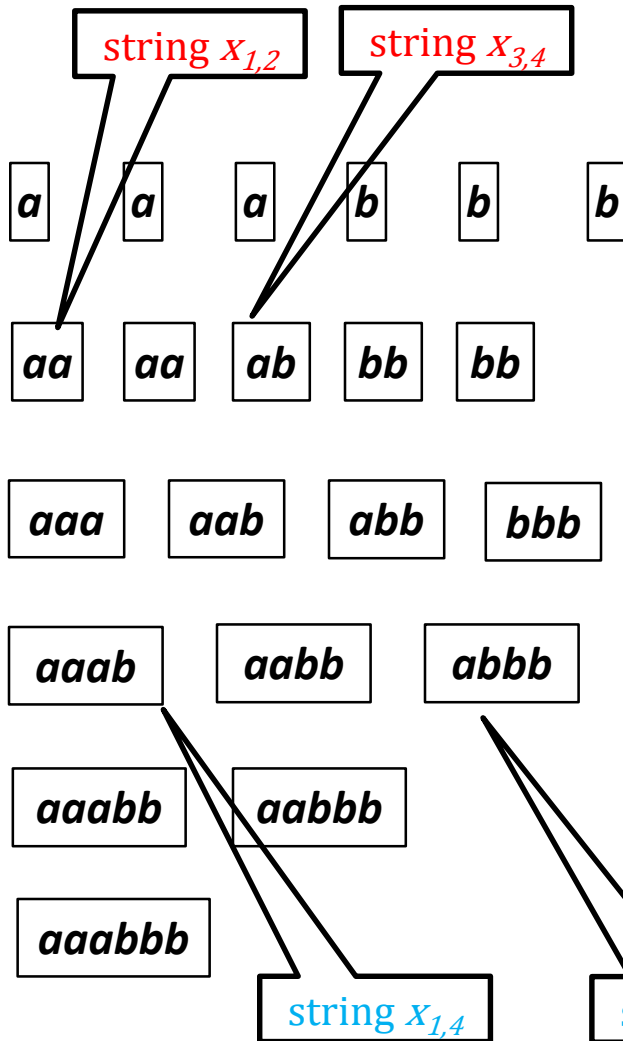 string x1,2 string x3,4
a a a b b b
aa aa ab bb bb
aaa aab abb bbb
aaab aabb abbb
aaabb aabbb
aaabbb
string x1,4